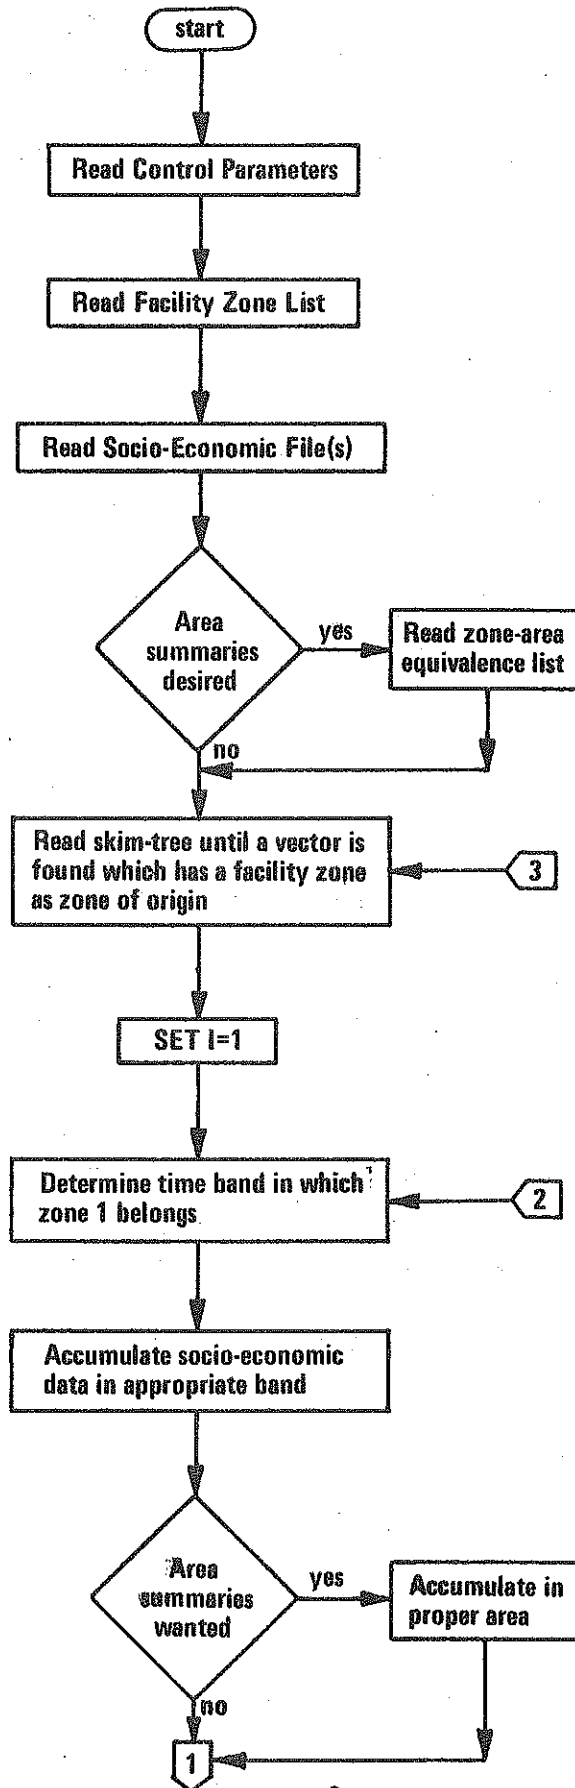 start
Read Control Parameters
Read Facility Zone List
Read Socio-Economic File(s)
Area
summaries
desired
yes
Read zone-area
equivalence list
no
Read skim-tree until a vector is
found which has a facility zone
as zone of origin
3
SET I=1
Determine time band in which
zone 1 belongs
2
Accumulate socio-economic
data in appropriate band
Area
summaries
wanted
yes
Accumulate in
proper area
no
1